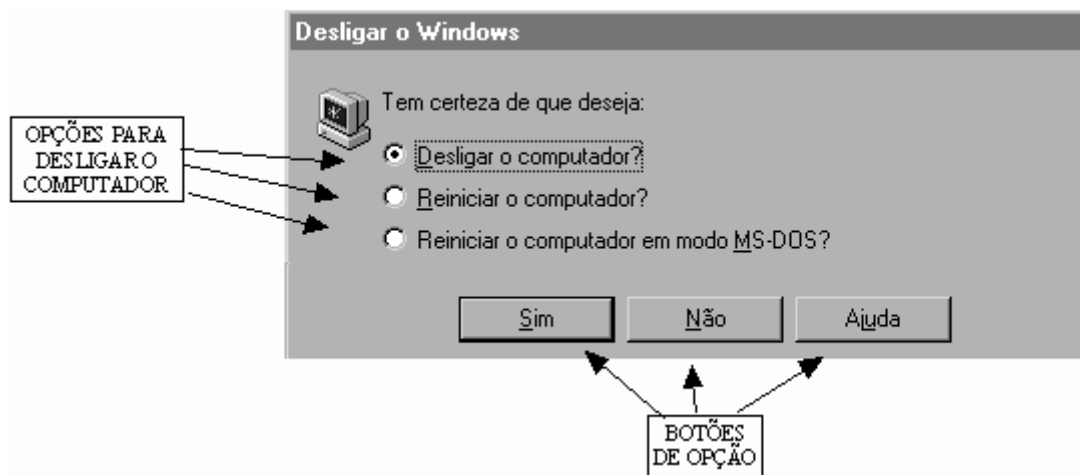 Desligar o Windows
Tem certeza de que deseja:
OPÇÕES PARA
DESLIGAR O
COMPUTADOR
Desligar o computador?
Reiniciar o computador?
Reiniciar o computador em modo MS-DOS?
Sim Não Ajuda
BOTÕES
DE OPÇÃO